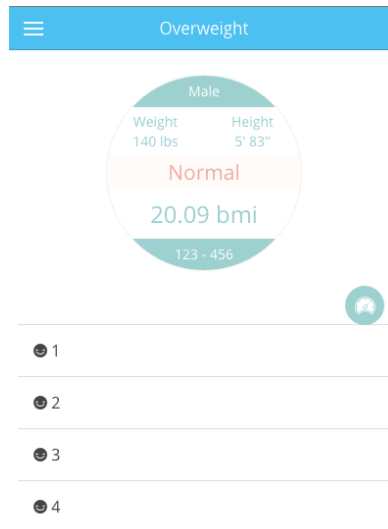 Overweight
Male
Weight Height
140 lbs 5' 83"
Normal
20.09 bmi
123 - 456
1
2
3
4